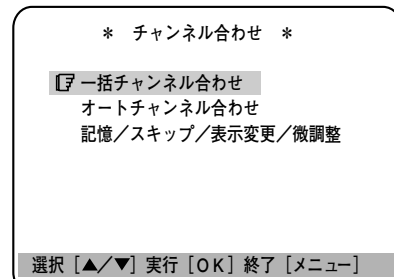 ＊ チャンネル合わせ ＊
一括チャンネル合わせ
オートチャンネル合わせ
記憶／スキップ／表示変更／微調整
選択［▲／▼］実行［OK］終了［メニュー］